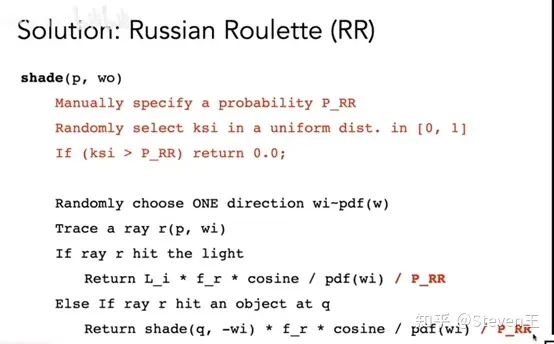 Solution: Russian Roulette (RR)
shade(p, wo)
Manually specify a probability P_RR
Randomly select ksi in a uniform dist. in [0, 1]
If (ksi > P_RR) return 0.0;
Randomly choose ONE direction wi~pdf(w)
Trace a ray r(p, wi)
If ray r hit the light
Return L_i * f_r * cosine / pdf(wi) / P_RR
Else If ray r hit an object at q
Return shade(q, -wi) * f_r * cosine / pdf(wi) / P_RR
知乎 @Steven王